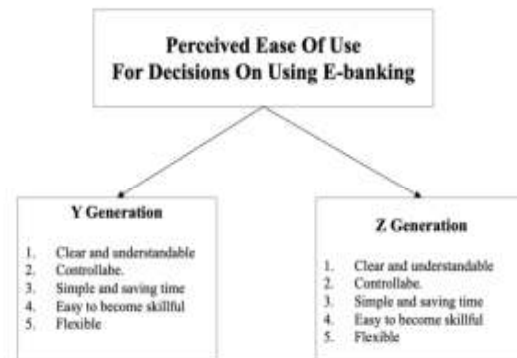 Perceived Ease Of Use
For Decisions On Using E-banking
Y Generation
1. Clear and understandable
2. Controllabe.
3. Simple and saving time
4. Easy to become skillful
5. Flexible
Z Generation
1. Clear and understandable
2. Controllabe.
3. Simple and saving time
4. Easy to become skillful
5. Flexible